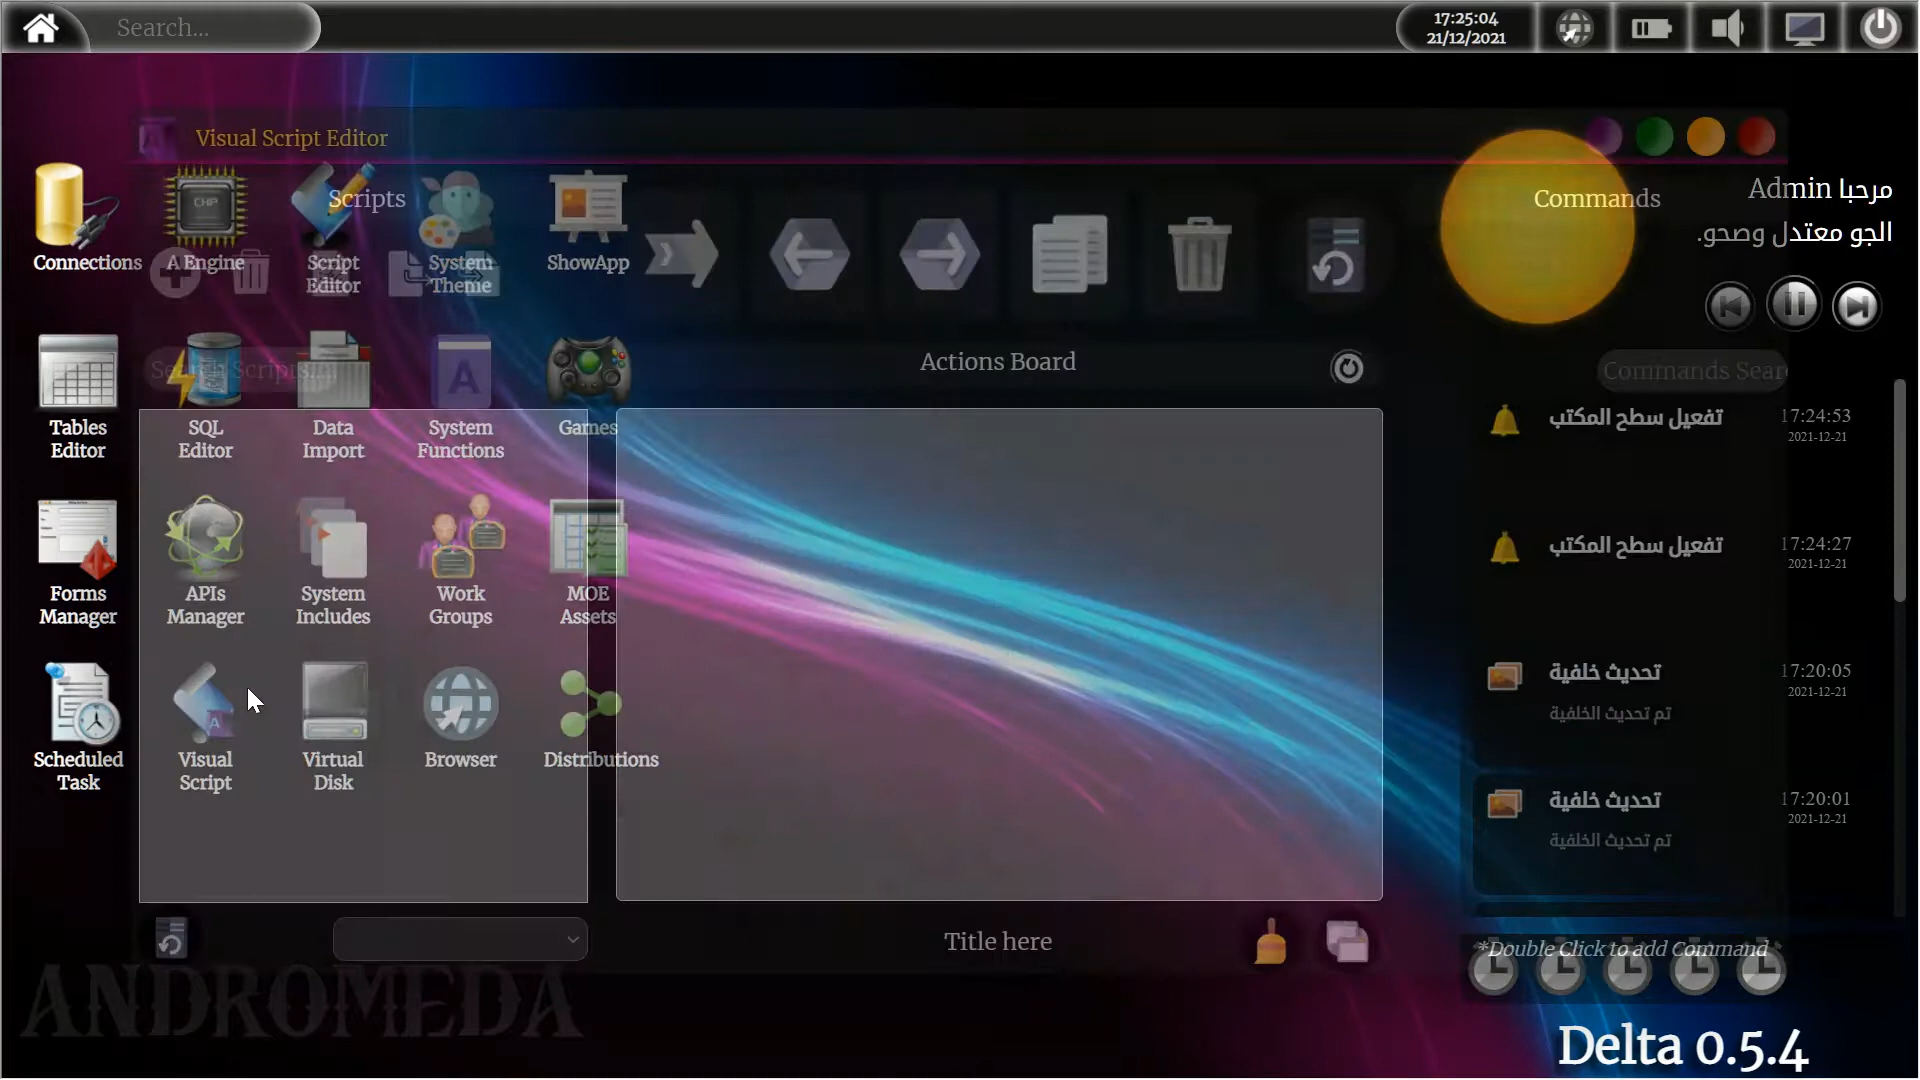 Search...
17:25:04
21/12/2021
Visual Script Editor
Scripts
Commands
مرحبا Admin
الجو معتدل وصحو.
Connections
A Engine
CHP
Script
Editor
System
Theme
ShowApp
Search Scripts...
Actions Board
Commands Sear
Tables
Editor
SQL
Editor
Data
Import
System
Functions
Games
تفعيل سطح المكتب
17:24:53
2021-12-21
تفعيل سطح المكتب
17:24:27
2021-12-21
Forms
Manager
APIs
Manager
System
Includes
Work
Groups
MOE
Assets
تحديث خلفية
17:20:05
2021-12-21
تم تحديث الخلفية
Scheduled
Task
Visual
Script
Virtual
Disk
Browser
Distributions
تحديث خلفية
17:20:01
2021-12-21
تم تحديث الخلفية
Title here
*Double Click to add Command*
ANDROMEDA
Delta 0.5.4